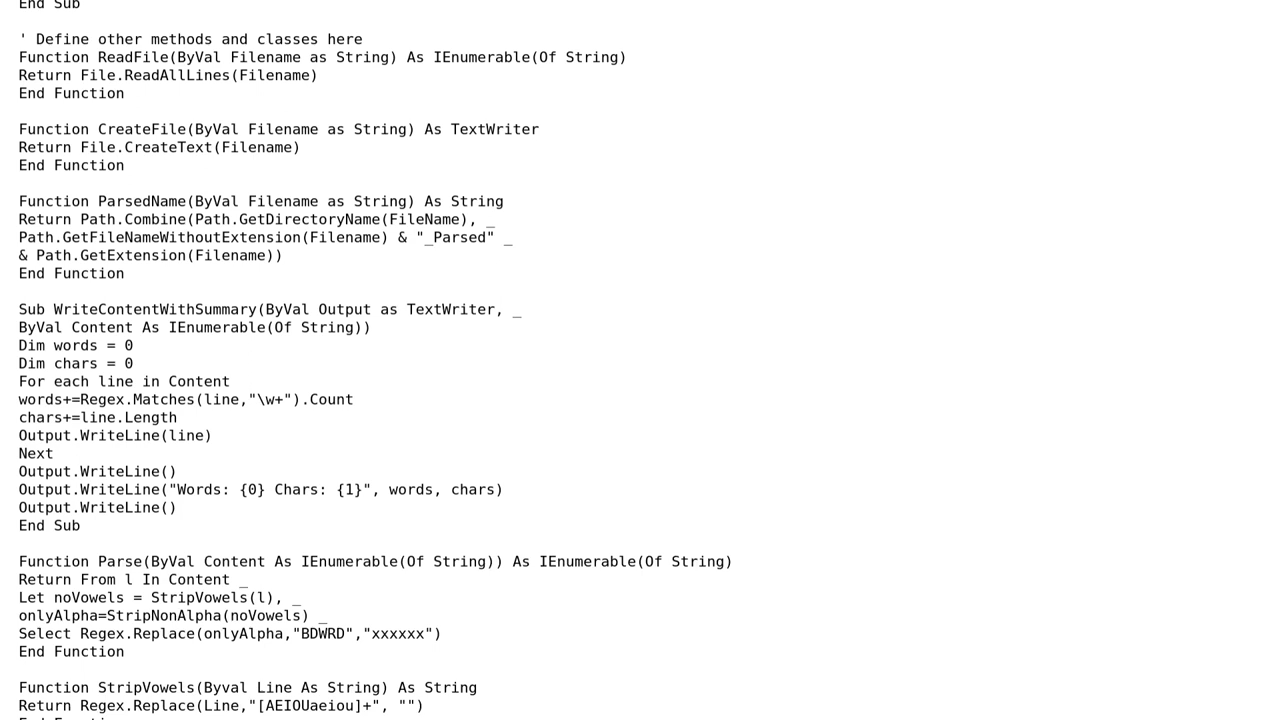 End Sub
' Define other methods and classes here
Function ReadFile(ByVal Filename as String) As IEnumerable(Of String)
Return File.ReadAllLines(Filename)
End Function
Function CreateFile(ByVal Filename as String) As TextWriter
Return File.CreateText(Filename)
End Function
Function ParsedName(ByVal Filename as String) As String
Return Path.Combine(Path.GetDirectoryName(FileName), _
Path.GetFileNameWithoutExtension(Filename) & "_Parsed" _
& Path.GetExtension(Filename))
End Function
Sub WriteContentWithSummary(ByVal Output as TextWriter, _
ByVal Content As IEnumerable(Of String))
Dim words = 0
Dim chars = 0
For each line in Content
words+=Regex.Matches(line,"\w+").Count
chars+=line.Length
Output.WriteLine(line)
Next
Output.WriteLine()
Output.WriteLine("Words: {0} Chars: {1}", words, chars)
Output.WriteLine()
End Sub
Function Parse(ByVal Content As IEnumerable(Of String)) As IEnumerable(Of String)
Return From l In Content _
Let noVowels = StripVowels(l), _
onlyAlpha=StripNonAlpha(noVowels) _
Select Regex.Replace(onlyAlpha,"BDWRD","xxxxxx")
End Function
Function StripVowels(Byval Line As String) As String
Return Regex.Replace(Line,"[AEIOUaeiou]+", "")